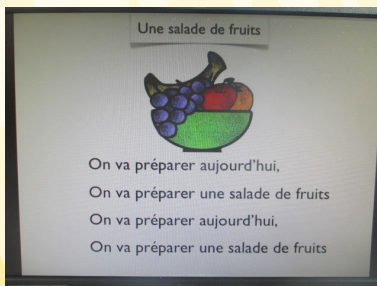 Une salade de fruits
On va préparer aujourd'hui,
On va préparer une salade de fruits
On va préparer aujourd'hui,
On va préparer une salade de fruits